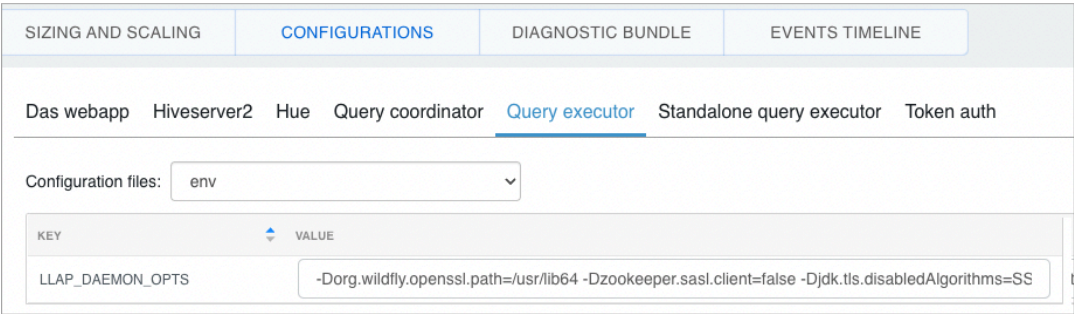 SIZING AND SCALING CONFIGURATIONS DIAGNOSTIC BUNDLE EVENTS TIMELINE
Das webapp Hiveserver2 Hue Query coordinator Query executor Standalone query executor Token auth
Configuration files: env
KEY VALUE
LLAP_DAEMON_OPTS -Dorg.wildfly.openssl.path=/usr/lib64 -Dzookeeper.sasl.client=false -Djdk.tls.disabledAlgorithms=SS